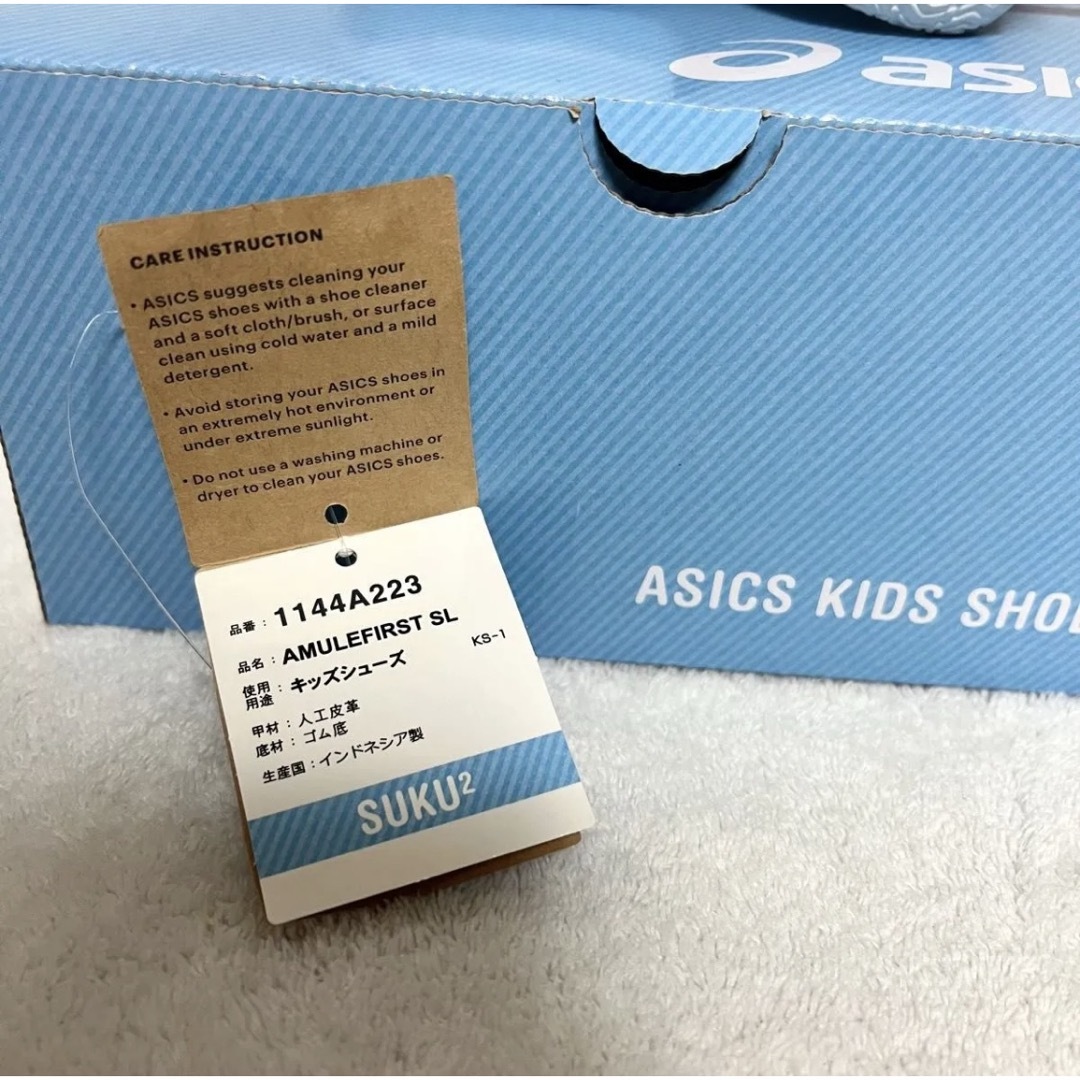 asi
CARE INSTRUCTION
• ASICS suggests cleaning your
ASICS shoes with a shoe cleaner
and a soft cloth/brush, or surface
clean using cold water and a mild
detergent.
• Avoid storing your ASICS shoes in
an extremely hot environment or
under extreme sunlight.
• Do not use a washing machine or
dryer to clean your ASICS shoes.
品番 : 1144A223
品名 : AMULEFIRST SL
KS-1
使用用途 : キッズシューズ
甲材 : 人工皮革
底材 : ゴム底
生産国 : インドネシア製
SUKU²
ASICS KIDS SHO